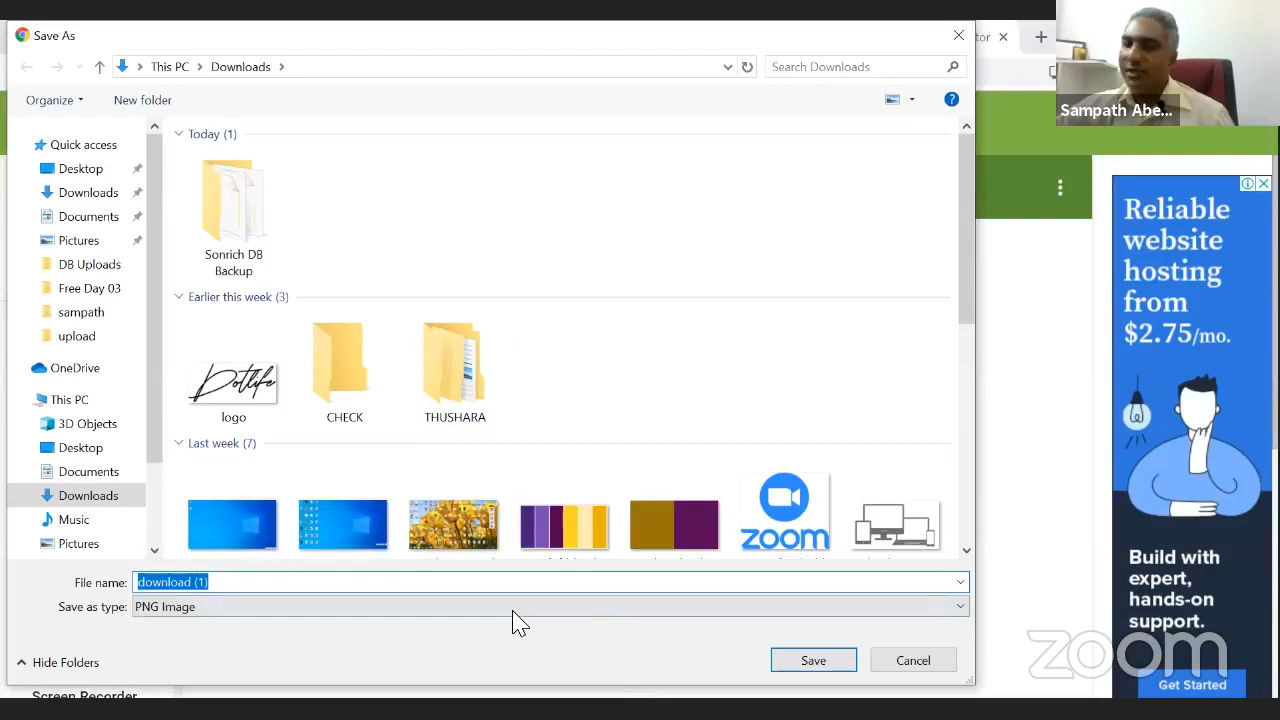 Save As
tor
This PC
Downloads
Search Downloads
Organize
New folder
Sampath Abe...
Quick access
Desktop
Downloads
Documents
Pictures
DB Uploads
Free Day 03
sampath
upload
OneDrive
This PC
3D Objects
Desktop
Documents
Downloads
Music
Pictures
Today (1)
Sonrich DB
Backup
Earlier this week (3)
Dotlife
logo
CHECK
THUSHARA
Last week (7)
zoom
File name:
download (1)
Save as type:
PNG Image
Hide Folders
Save
Cancel
Screen Recorder
Reliable
website
hosting
from
$2.75/mo.
Build with
expert,
hands-on
support.
Get Started
zoom